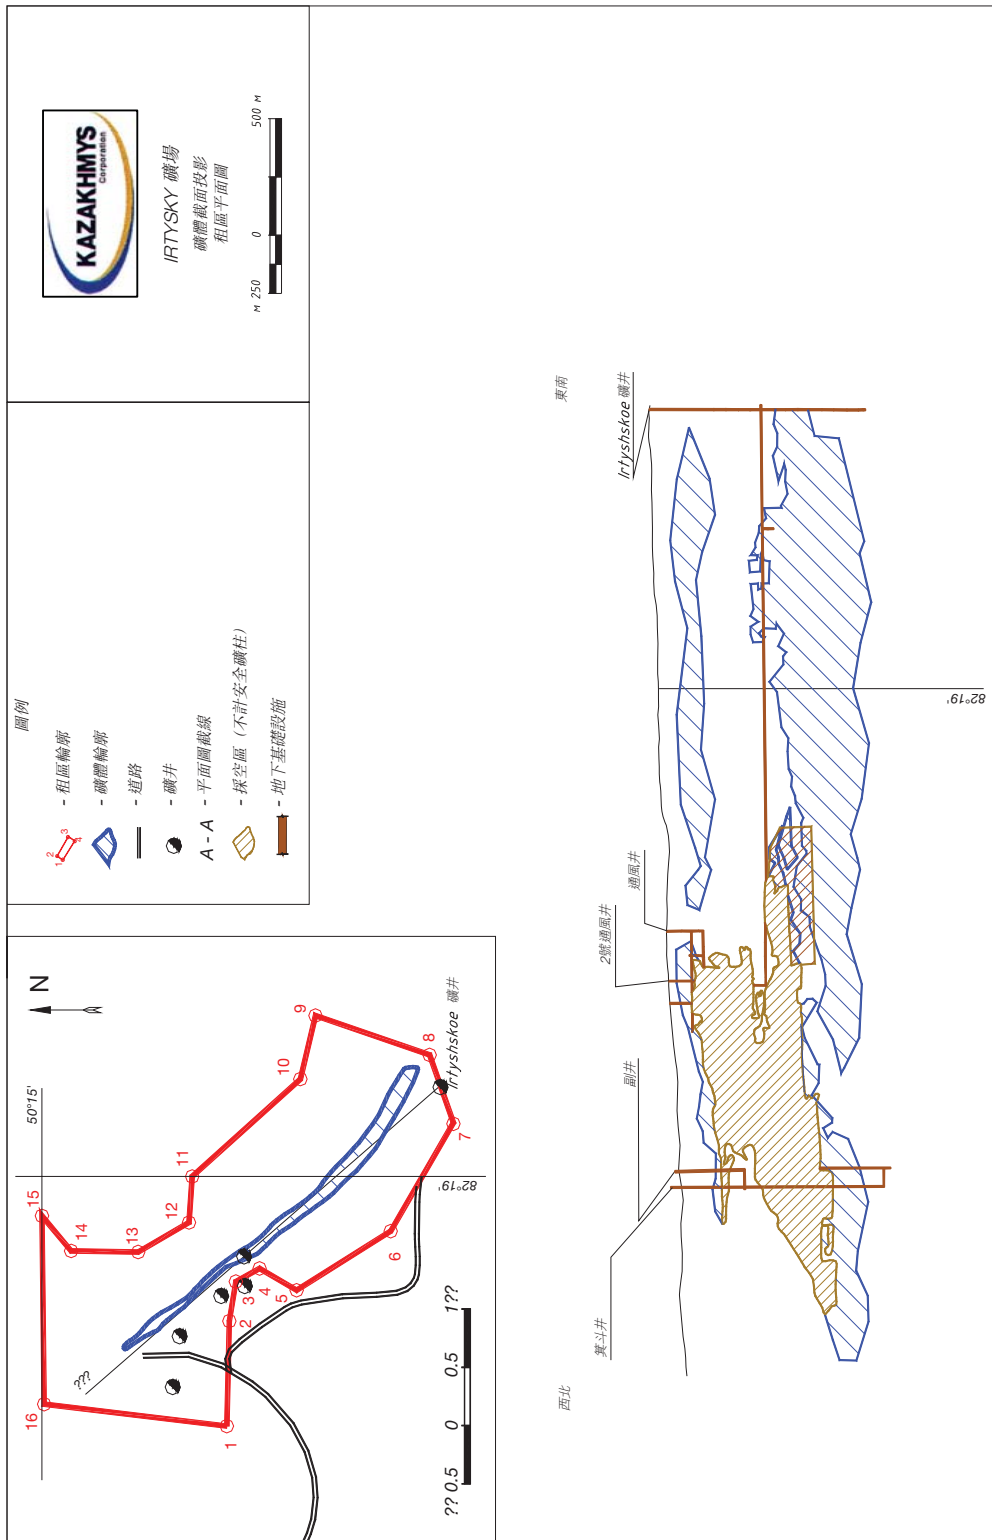 KAZAKHMYS
Corporation
IRTYSKY 礦場
礦體截面投影
租區平面圖
м 250
0
500 м
圖例
1
2
3
4
- 租區輪廓
- 礦體輪廓
- 道路
- 礦井
A - A - 平面圖截線
- 採空區 (不計安全礦柱)
- 地下基礎設施
N
50°15'
82°19'
1
2
3
4
5
6
7
8
9
10
11
12
13
14
15
16
???
Irtyshskoe 礦井
?? 0.5
0
0.5
1??
西北
東南
箕斗井
副井
2號通風井
通風井
Irtyshskoe 礦井
82°19'